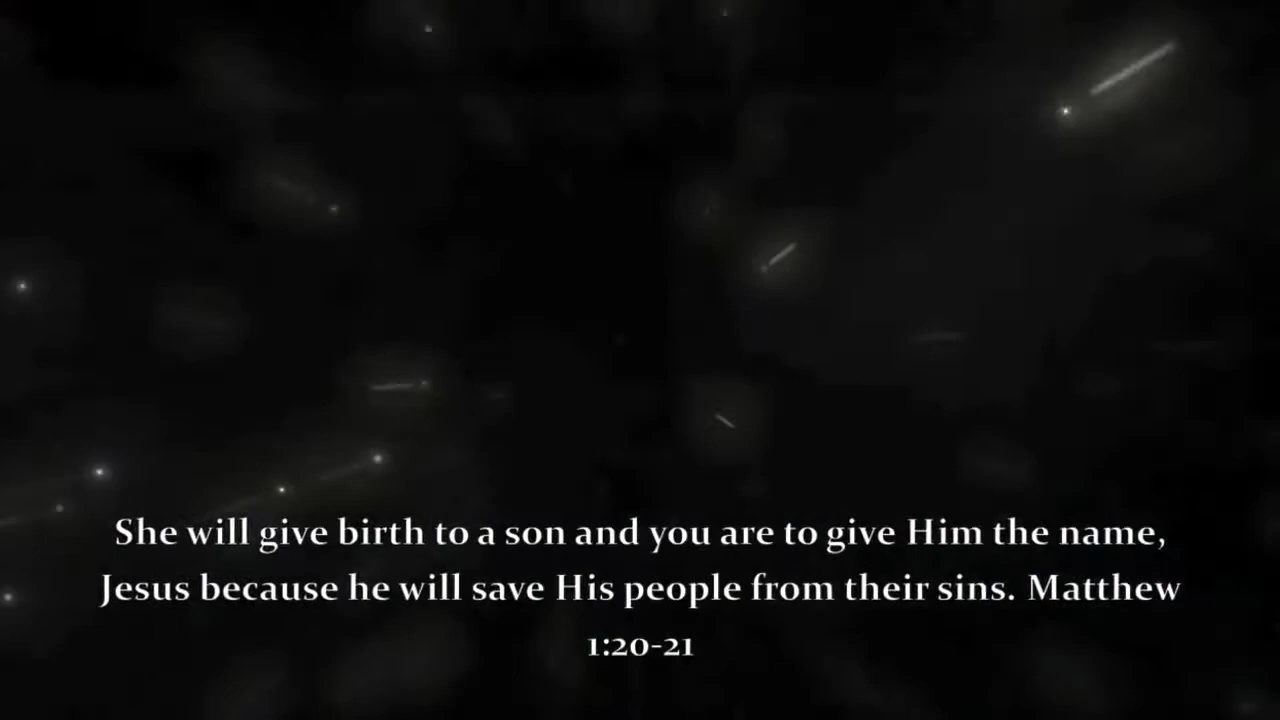 She will give birth to a son and you are to give Him the name,
Jesus because he will save His people from their sins. Matthew
1:20-21